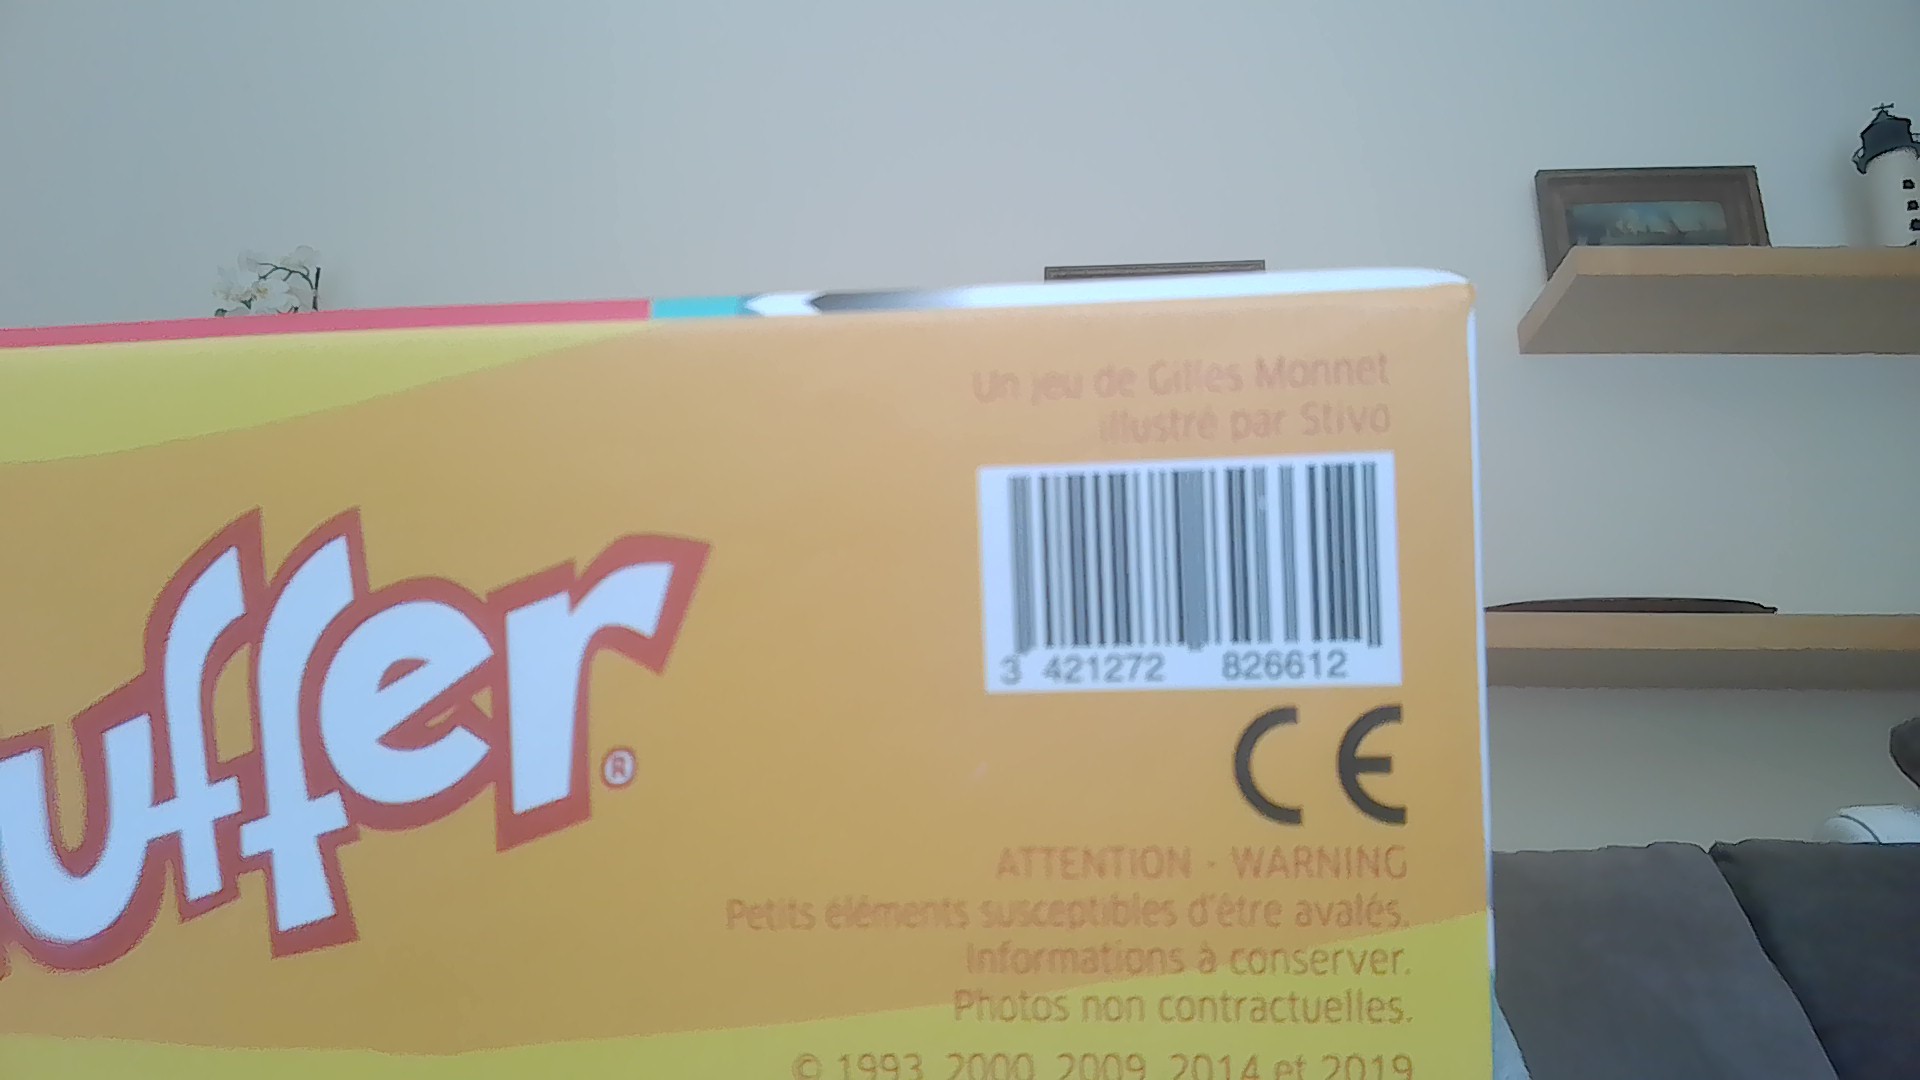 Un jeu de Gilles Monnet
illustré par Stivo
3 421272 826612
uffer®
CE
ATTENTION · WARNING
Petits éléments susceptibles d'être avalés.
Informations à conserver.
Photos non contractuelles.
© 1993, 2000, 2009, 2014 et 2019